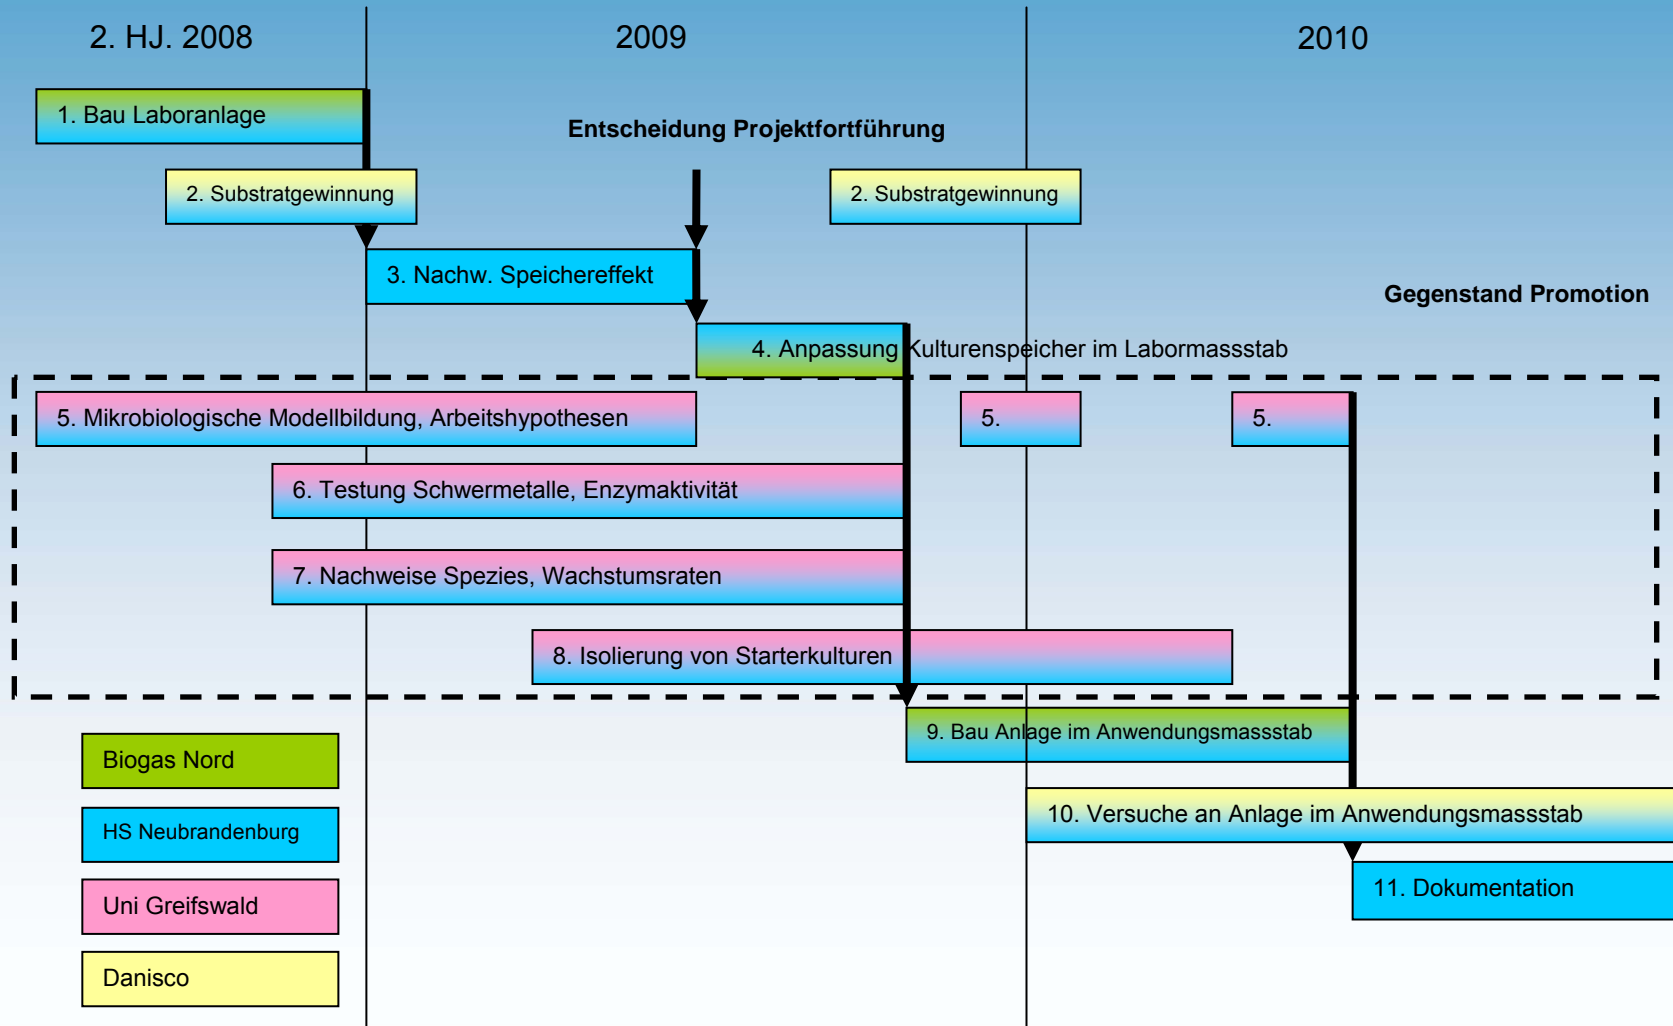 2. HJ. 2008
2009
2010
1. Bau Laboranlage
Entscheidung Projektfortführung
2. Substratgewinnung
2. Substratgewinnung
3. Nachw. Speichereffekt
Gegenstand Promotion
4. Anpassung Kulturenspeicher im Labormassstab
5. Mikrobiologische Modellbildung, Arbeitshypothesen
5.
5.
6. Testung Schwermetalle, Enzymaktivität
7. Nachweise Spezies, Wachstumsraten
8. Isolierung von Starterkulturen
9. Bau Anlage im Anwendungsmassstab
Biogas Nord
10. Versuche an Anlage im Anwendungsmassstab
HS Neubrandenburg
11. Dokumentation
Uni Greifswald
Danisco